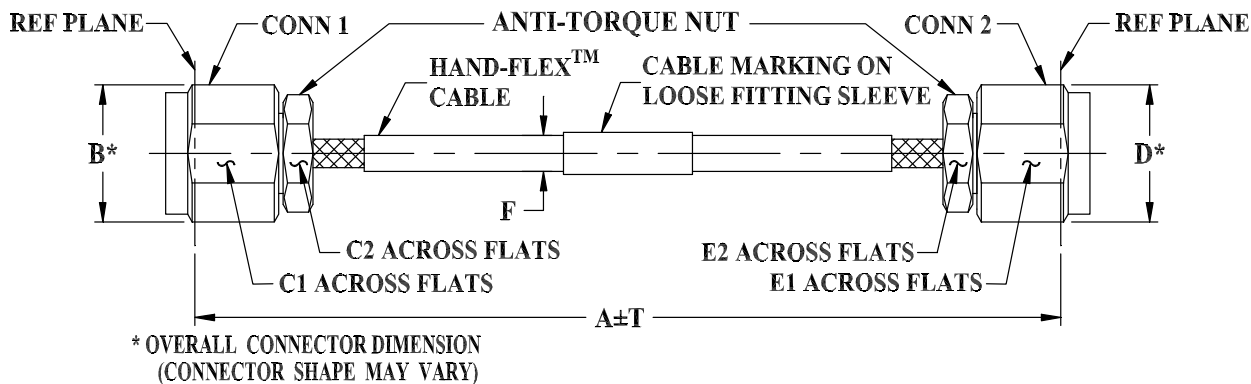 REF PLANE
CONN 1
ANTI-TORQUE NUT
CONN 2
REF PLANE
HAND-FLEX™
CABLE
CABLE MARKING ON
LOOSE FITTING SLEEVE
B*
D*
F
C2 ACROSS FLATS
E2 ACROSS FLATS
C1 ACROSS FLATS
E1 ACROSS FLATS
A±T
* OVERALL CONNECTOR DIMENSION
(CONNECTOR SHAPE MAY VARY)